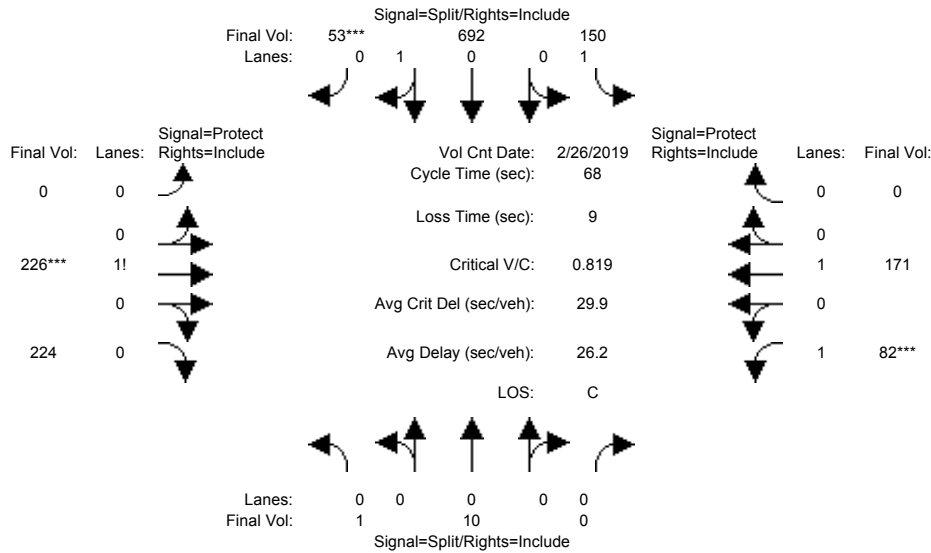 Signal=Split/Rights=Include
Final Vol: 53*** 692 150
Lanes: 0 1 0 0 1
Signal=Protect Signal=Protect
Final Vol: Lanes: Rights=Include Vol Cnt Date: 2/26/2019 Rights=Include Lanes: Final Vol:
Cycle Time (sec): 68
0 0 0 0
Loss Time (sec): 9
0 0
226*** 1! Critical V/C: 0.819 1 171
0 Avg Crit Del (sec/veh): 29.9 0
224 0 Avg Delay (sec/veh): 26.2 1 82***
LOS: C
Lanes: 0 0 0 0 0
Final Vol: 1 10 0
Signal=Split/Rights=Include